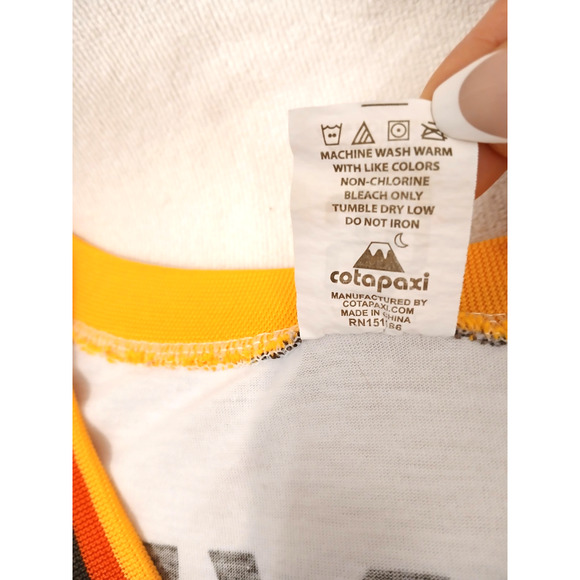 MACHINE WASH WARM
WITH LIKE COLORS
NON-CHLORINE
BLEACH ONLY
TUMBLE DRY LOW
DO NOT IRON
cotapaxi
MANUFACTURED BY
COTAPAXI.COM
MADE IN CHINA